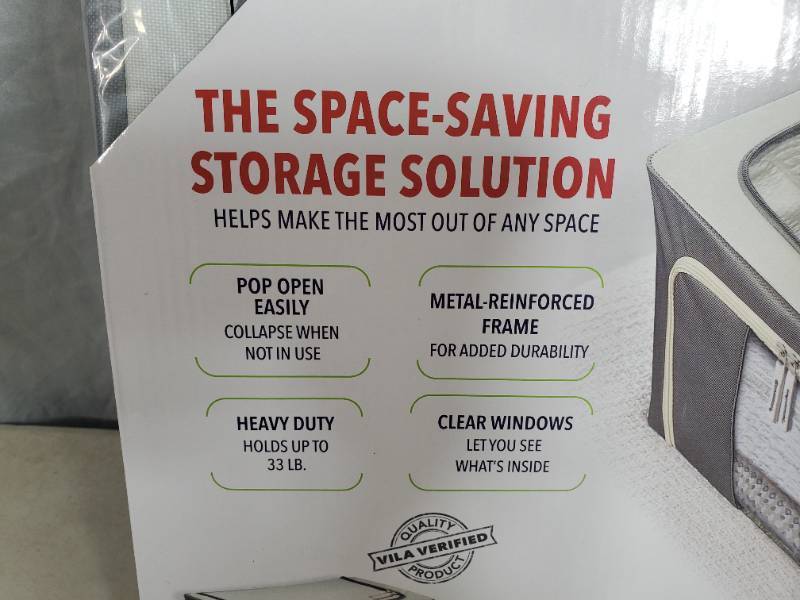 THE SPACE-SAVING
STORAGE SOLUTION
HELPS MAKE THE MOST OUT OF ANY SPACE
POP OPEN
EASILY
COLLAPSE WHEN
NOT IN USE
METAL-REINFORCED
FRAME
FOR ADDED DURABILITY
HEAVY DUTY
HOLDS UP TO
33 LB.
CLEAR WINDOWS
LET YOU SEE
WHAT'S INSIDE
QUALITY
VILA VERIFIED
PRODUCT